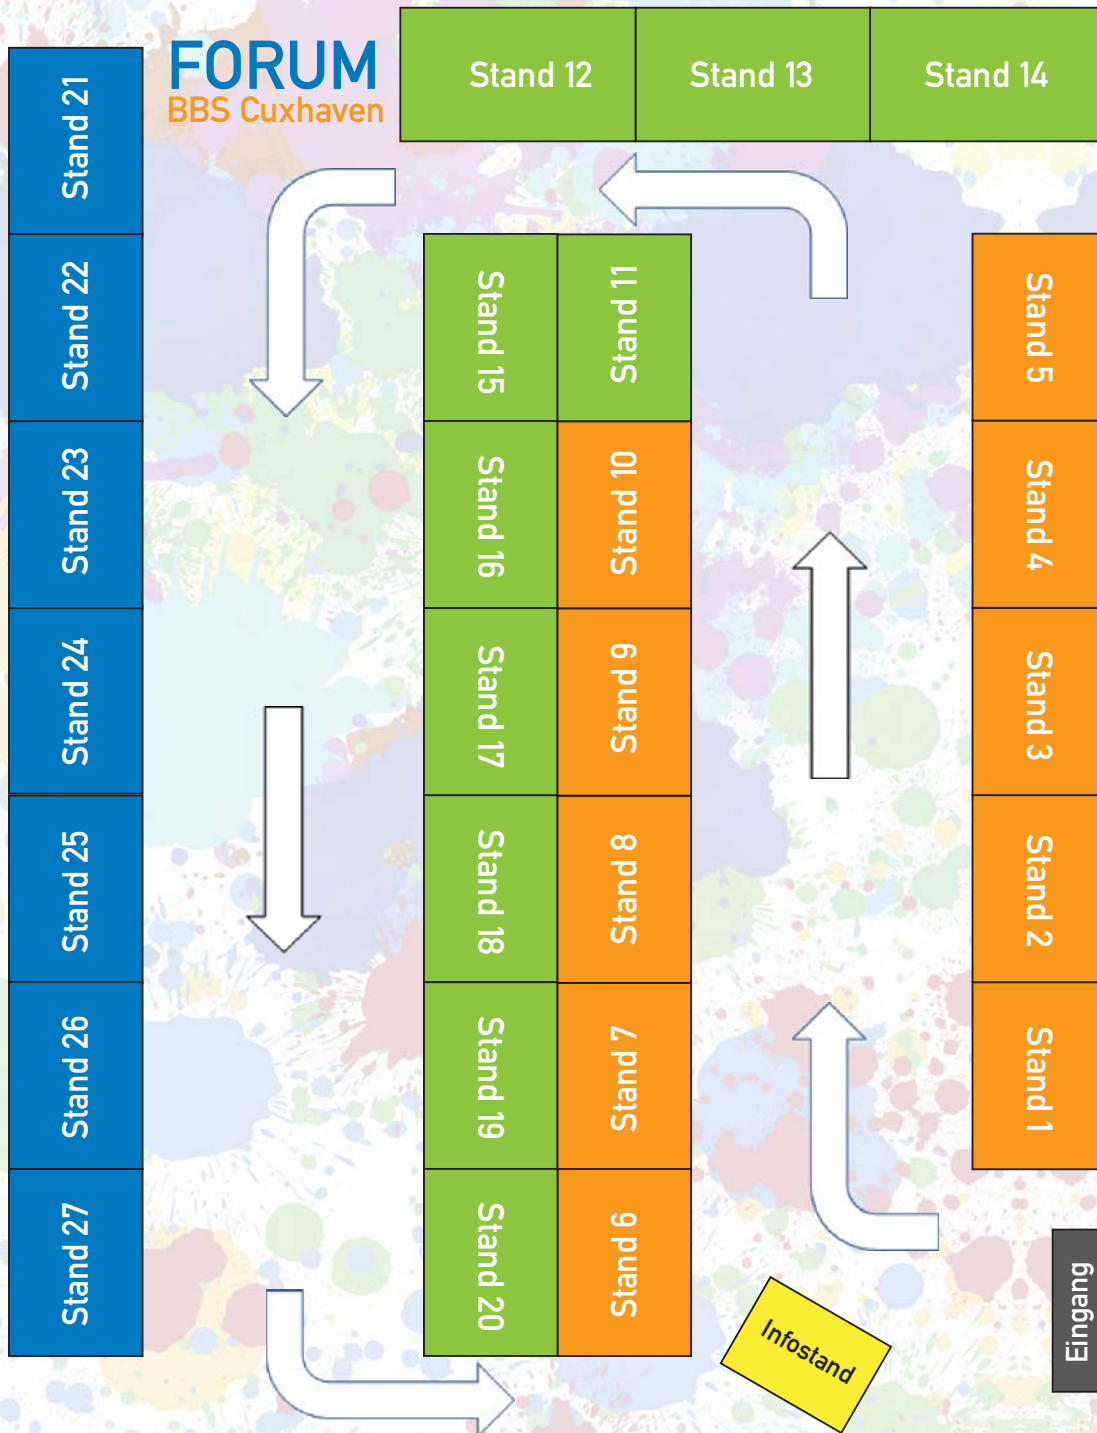 FORUM
BBS Cuxhaven
Stand 12
Stand 13
Stand 14
Stand 21
Stand 22
Stand 23
Stand 24
Stand 25
Stand 26
Stand 27
Stand 15
Stand 16
Stand 17
Stand 18
Stand 19
Stand 20
Stand 11
Stand 10
Stand 9
Stand 8
Stand 7
Stand 6
Stand 5
Stand 4
Stand 3
Stand 2
Stand 1
Infostand
Eingang